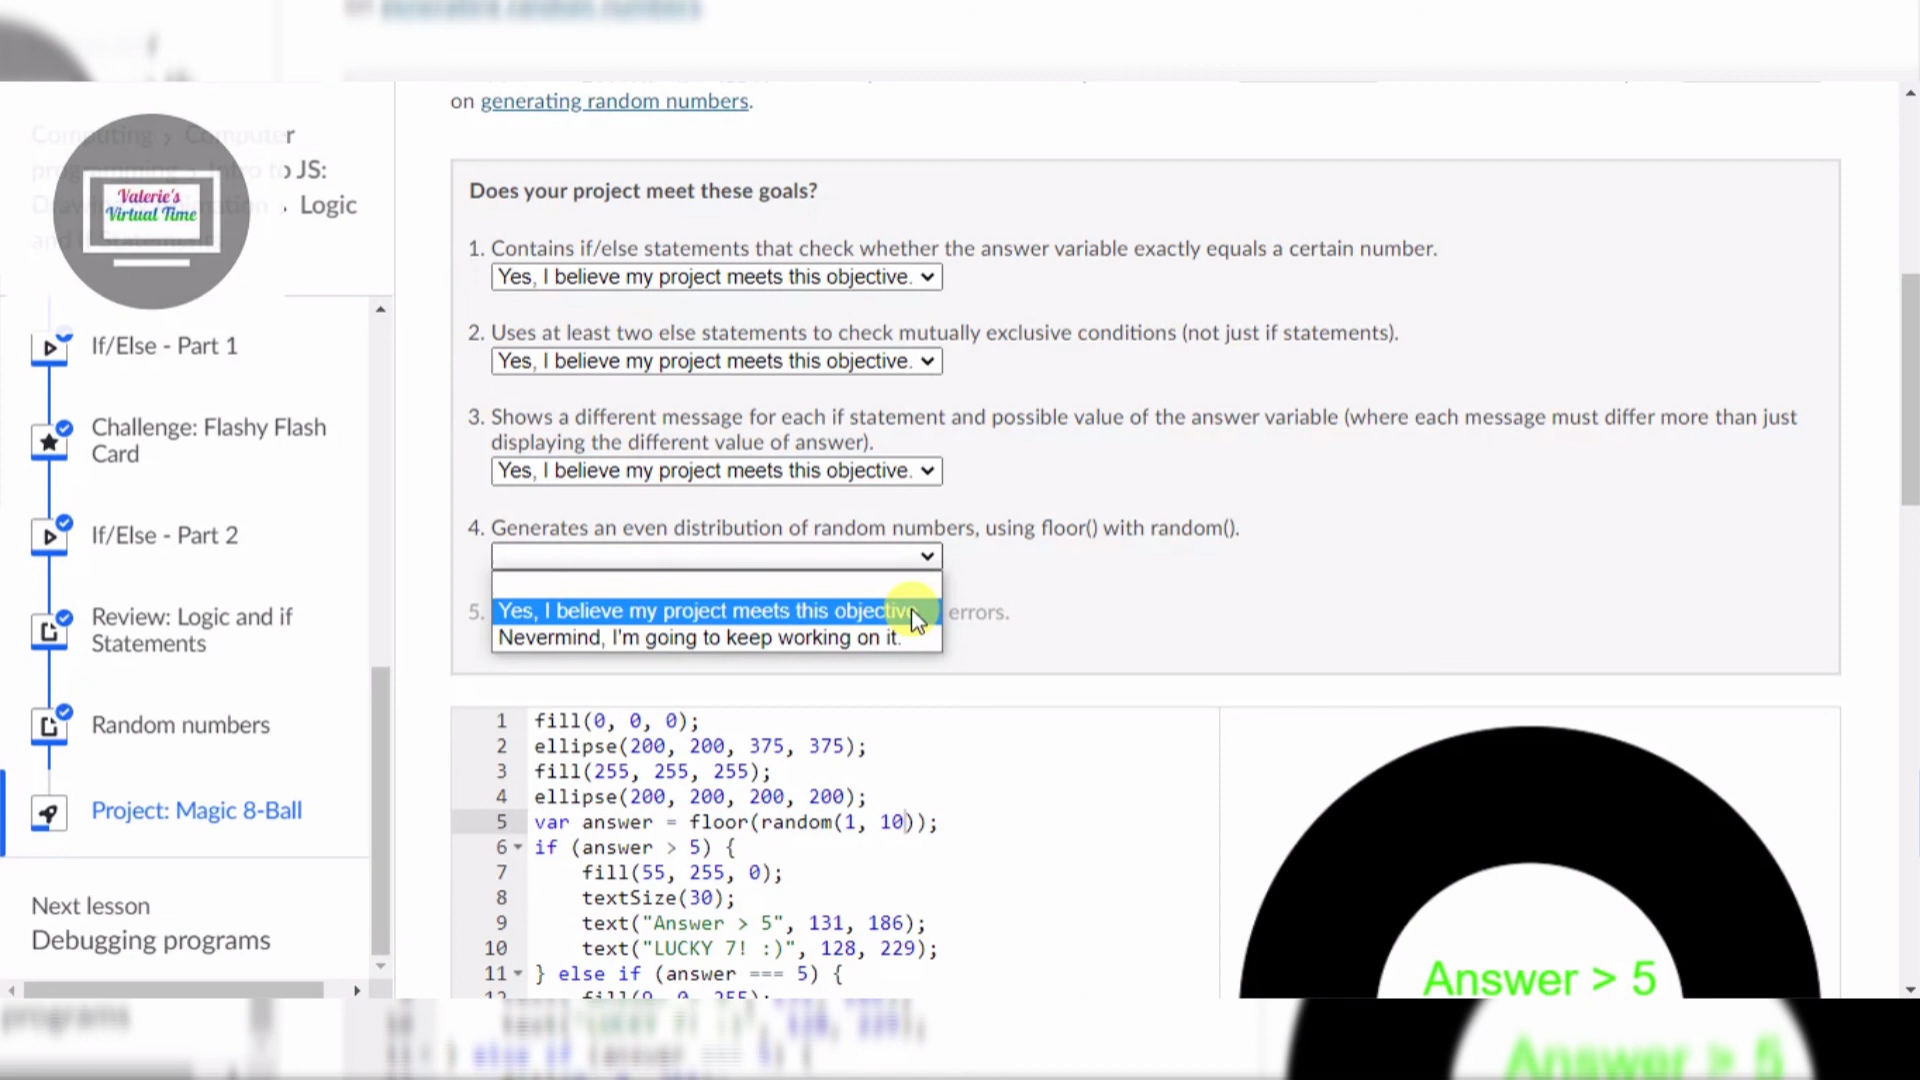 on generating random numbers.
Computing > Computer
programming > Intro to JS:
Logic
Valerie's
Virtual Time
If/Else - Part 1
Challenge: Flashy Flash
Card
If/Else - Part 2
Review: Logic and if
Statements
Random numbers
Project: Magic 8-Ball
Next lesson
Debugging programs
Does your project meet these goals?
1. Contains if/else statements that check whether the answer variable exactly equals a certain number.
Yes, I believe my project meets this objective.
2. Uses at least two else statements to check mutually exclusive conditions (not just if statements).
Yes, I believe my project meets this objective.
3. Shows a different message for each if statement and possible value of the answer variable (where each message must differ more than just
displaying the different value of answer).
Yes, I believe my project meets this objective.
4. Generates an even distribution of random numbers, using floor() with random().
Yes, I believe my project meets this objective
5. errors.
Nevermind, I'm going to keep working on it.
1 fill(0, 0, 0);
2 ellipse(200, 200, 375, 375);
3 fill(255, 255, 255);
4 ellipse(200, 200, 200, 200);
5 var answer = floor(random(1, 10));
6 if (answer > 5) {
7 fill(55, 255, 0);
8 textSize(30);
9 text("Answer > 5", 131, 186);
10 text("LUCKY 7! :)", 128, 229);
11 } else if (answer === 5) {
Answer > 5
programs
Answer > 5